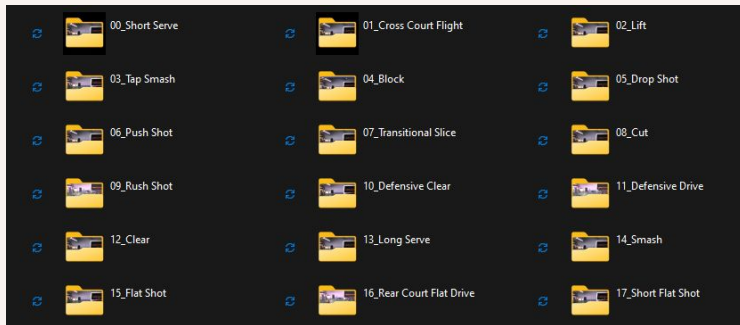 00_Short Serve
01_Cross Court Flight
02_Lift
03_Tap Smash
04_Block
05_Drop Shot
06_Push Shot
07_Transitional Slice
08_Cut
09_Rush Shot
10_Defensive Clear
11_Defensive Drive
12_Clear
13_Long Serve
14_Smash
15_Flat Shot
16_Rear Court Flat Drive
17_Short Flat Shot